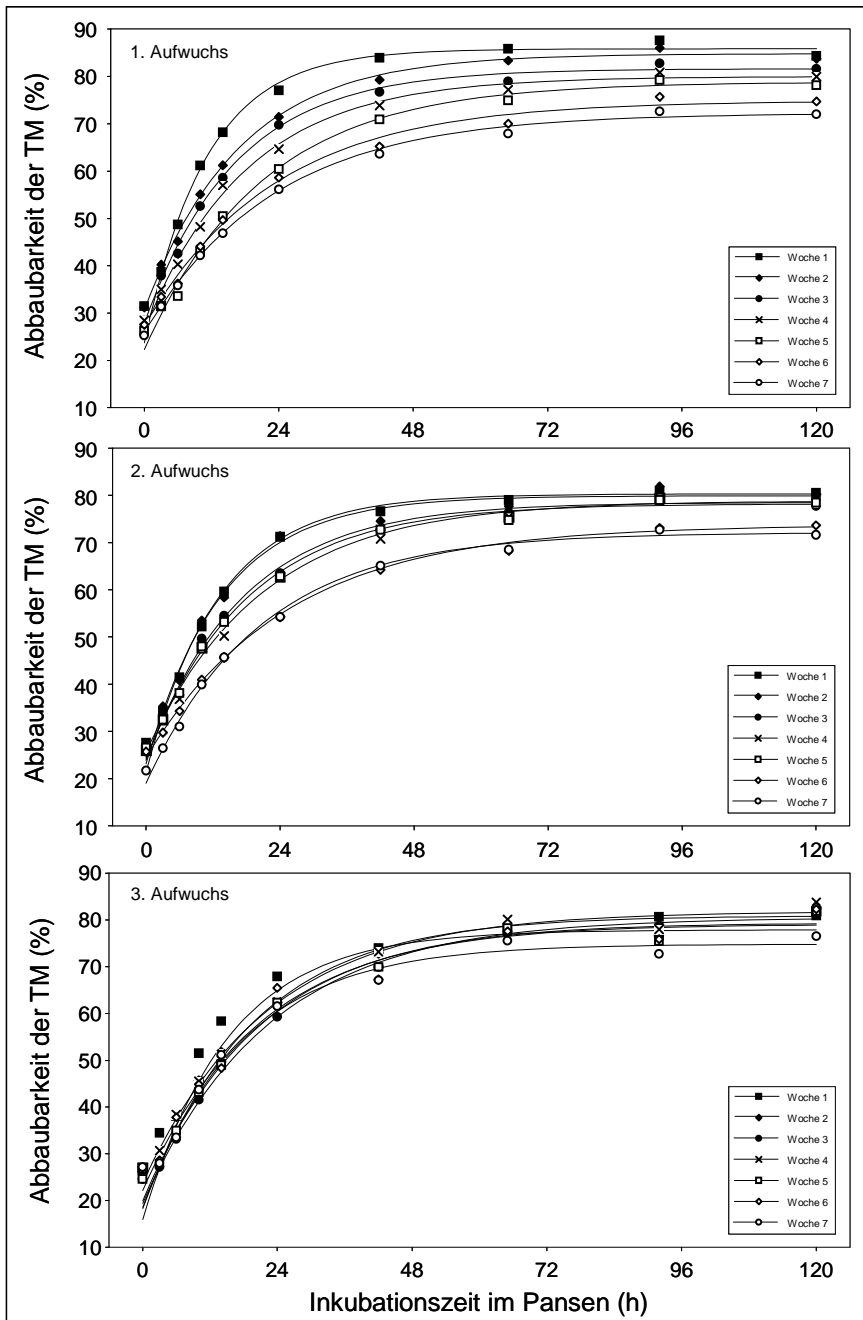 1. Aufwuchs
Abbaubarkeit der TM (%)
90
80
70
60
50
40
30
20
10
0 24 48 72 96 120
Woche 1
Woche 2
Woche 3
Woche 4
Woche 5
Woche 6
Woche 7
2. Aufwuchs
Abbaubarkeit der TM (%)
90
80
70
60
50
40
30
20
10
0 24 48 72 96 120
Woche 1
Woche 2
Woche 3
Woche 4
Woche 5
Woche 6
Woche 7
3. Aufwuchs
Abbaubarkeit der TM (%)
90
80
70
60
50
40
30
20
10
0 24 48 72 96 120
Woche 1
Woche 2
Woche 3
Woche 4
Woche 5
Woche 6
Woche 7
Inkubationszeit im Pansen (h)